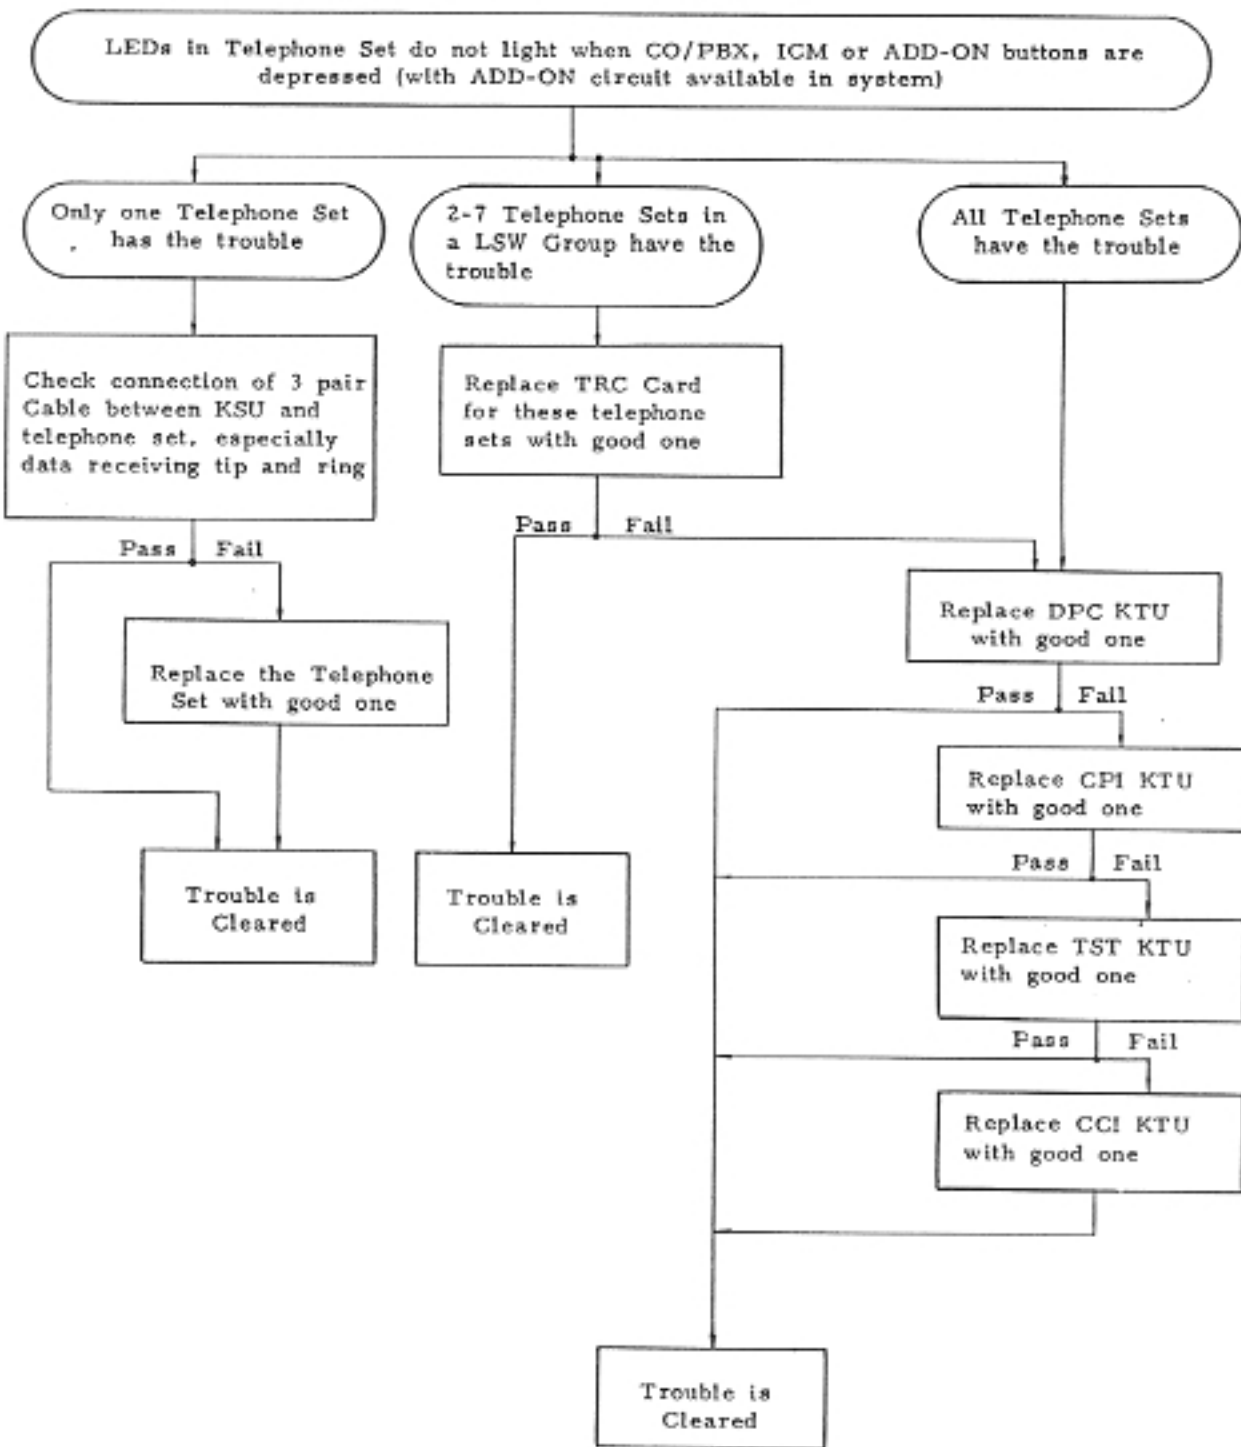 LEDs in Telephone Set do not light when CO/PBX, ICM or ADD-ON buttons are
depressed (with ADD-ON circuit available in system)
Only one Telephone Set
has the trouble
2-7 Telephone Sets in
a LSW Group have the
trouble
All Telephone Sets
have the trouble
Check connection of 3 pair
Cable between KSU and
telephone set, especially
data receiving tip and ring
Replace TRC Card
for these telephone
sets with good one
Pass Fail
Pass Fail
Replace DPC KTU
with good one
Replace the Telephone
Set with good one
Pass Fail
Replace CPI KTU
with good one
Pass Fail
Trouble is
Cleared
Trouble is
Cleared
Replace TST KTU
with good one
Pass Fail
Replace CCI KTU
with good one
Trouble is
Cleared